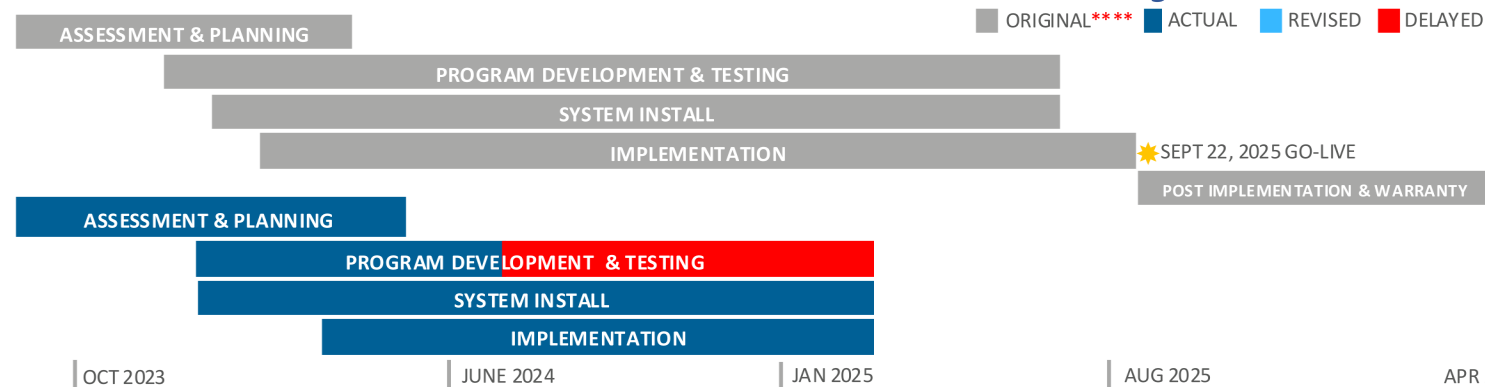 ORIGINAL**** ACTUAL REVISED DELAYED
ASSESSMENT & PLANNING
PROGRAM DEVELOPMENT & TESTING
SYSTEM INSTALL
IMPLEMENTATION
SEPT 22, 2025 GO-LIVE
POST IMPLEMENTATION & WARRANTY
ASSESSMENT & PLANNING
PROGRAM DEVELOPMENT & TESTING
SYSTEM INSTALL
IMPLEMENTATION
OCT 2023 JUNE 2024 JAN 2025 AUG 2025 APR